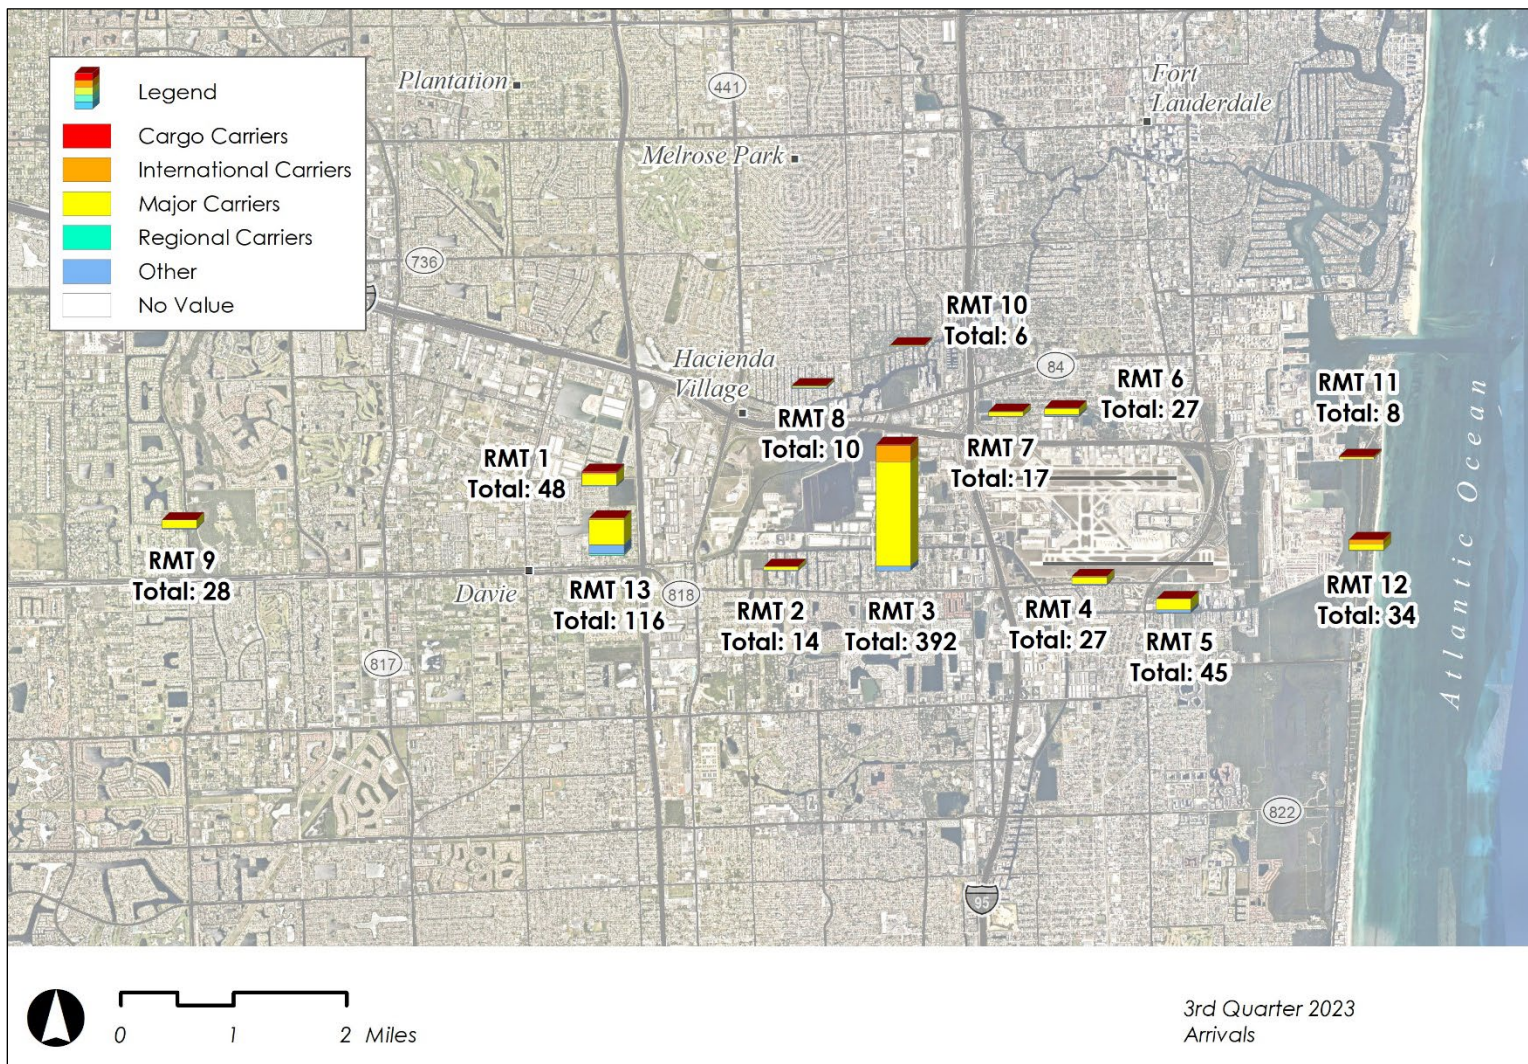 Legend
Cargo Carriers
International Carriers
Major Carriers
Regional Carriers
Other
No Value
Plantation
441
Fort
Lauderdale
Melrose Park
736
RMT 10
Total: 6
Hacienda
Village
84
RMT 6
Total: 27
RMT 11
Total: 8
RMT 8
Total: 10
RMT 7
Total: 17
RMT 1
Total: 48
RMT 9
Total: 28
Davie
RMT 13
Total: 116
818
RMT 2
Total: 14
RMT 3
Total: 392
RMT 4
Total: 27
RMT 5
Total: 45
RMT 12
Total: 34
Atlantic Ocean
817
822
95
0 1 2 Miles
3rd Quarter 2023
Arrivals